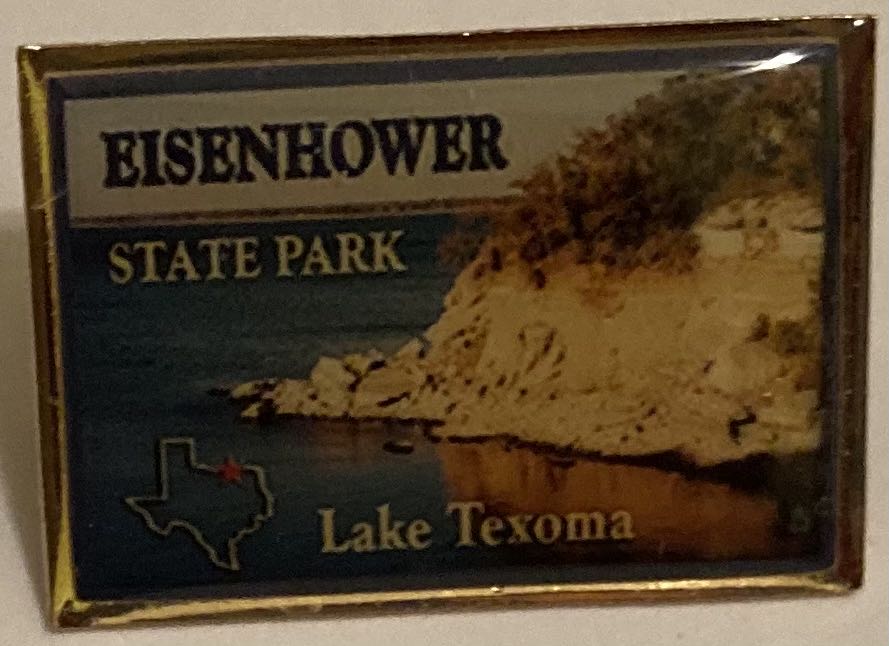 EISENHOWER
STATE PARK
Lake Texoma